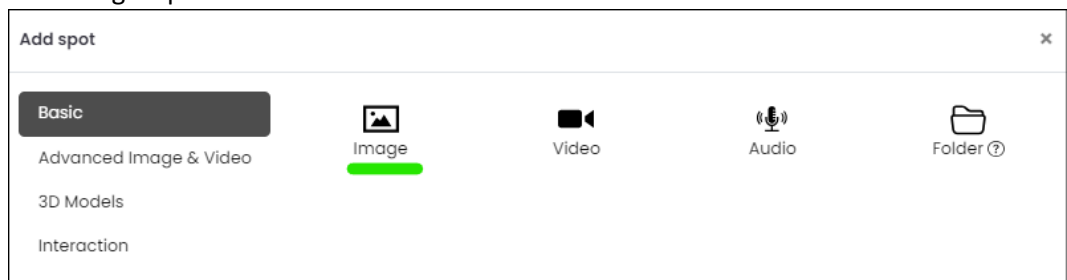 Add spot ×
Basic
Image Video Audio Folder ?
Advanced Image & Video
3D Models
Interaction